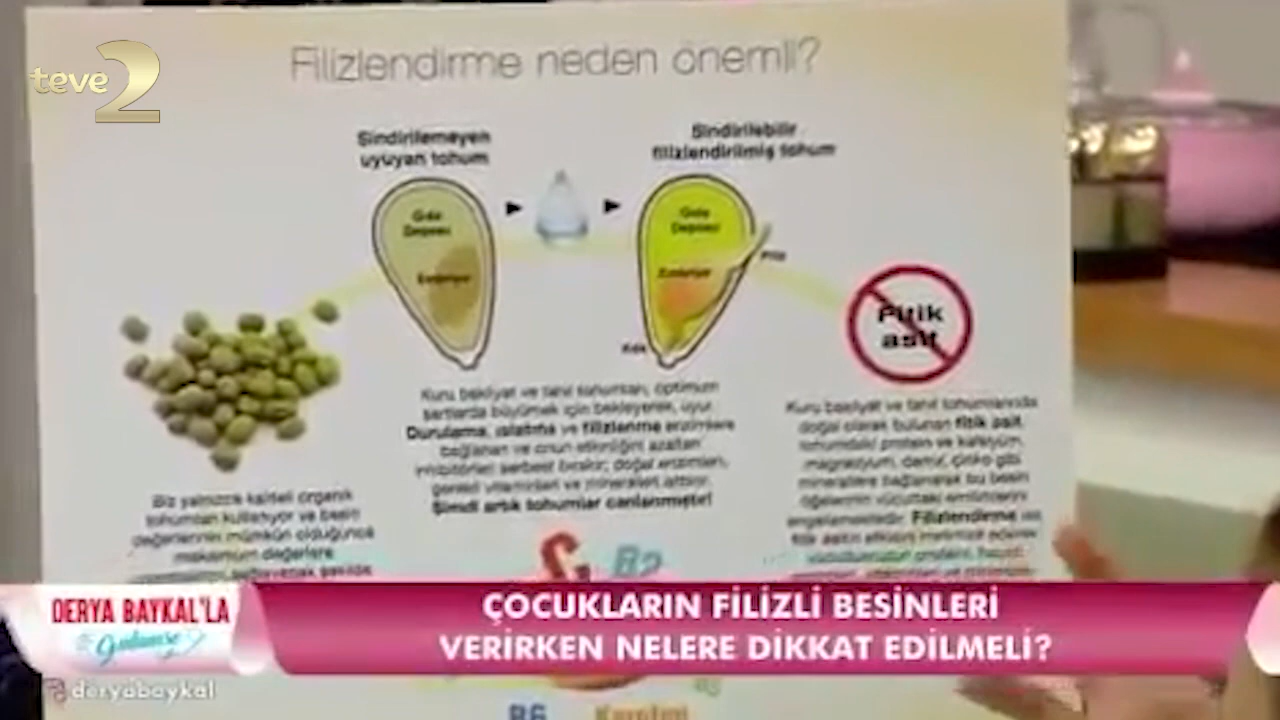 teve2
Filizlendirme neden önemli?
Sindirilemeyen
uyuyan tohum
Sindirilebilir
filizlendirilmiş tohum
Gıda
Deposu
Embriyo
Gıda
Deposu
Embriyo
Filiz
Kök
Fitik
asit
Kuru bakliyat ve tahıl tohumları, optimum
şartlarda büyümek için bekleyerek, uyur.
Durulama, ıslatma ve filizlenme enzimlere
bağlanan ve onun etkinliğini azaltan
inhibitörleri serbest bırakır; doğal enzimleri,
gerekli vitaminleri ve mineralleri arttırır.
Şimdi artık tohumlar canlanmıştır!
Kuru bakliyat ve tahıl tohumlarında
doğal olarak bulunan fitik asit,
tohumdaki protein ve kalsiyum,
magnezyum, demir, çinko gibi
minerallere bağlanarak bu besin
öğelerinin vücuttaki emilimlerini
engellemektedir. Filizlendirme ise
Biz yalnızca kaliteli organik
tohumları kullanıyor ve besin
değerlerinin mümkün olduğunca
maksimum değerlere
C B2
DERYA BAYKAL'LA
Gülümse
ÇOCUKLARIN FİLİZLİ BESİNLERİ
VERİRKEN NELERE DİKKAT EDİLMELİ?
deryabaykal
B6 Karoten